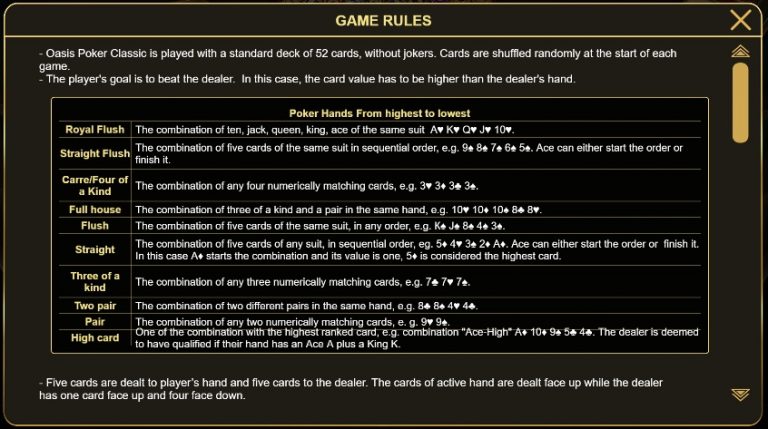 GAME RULES
- Oasis Poker Classic is played with a standard deck of 52 cards, without jokers. Cards are shuffled randomly at the start of each
game.
- The player's goal is to beat the dealer.  In this case, the card value has to be higher than the dealer's hand.
Poker Hands From highest to lowest
Royal Flush The combination of ten, jack, queen, king, ace of the same suit  A♥ K♥ Q♥ J♥ 10♥.
Straight Flush The combination of five cards of the same suit in sequential order, e.g. 9♠ 8♠ 7♠ 6♠ 5♠. Ace can either start the order or
finish it.
Carre/Four of
a Kind The combination of any four numerically matching cards, e.g. 3♥ 3♦ 3♣ 3♠.
Full house The combination of three of a kind and a pair in the same hand, e.g. 10♥ 10♦ 10♠ 8♣ 8♥.
Flush The combination of five cards of the same suit, in any order, e.g. K♠ J♠ 8♠ 4♠ 3♠.
Straight The combination of five cards of any suit, in sequential order, eg. 5♦ 4♥ 3♠ 2♦ A♦. Ace can either start the order or  finish it.
In this case A♦ starts the combination and its value is one, 5♦ is considered the highest card.
Three of a
kind The combination of any three numerically matching cards, e.g. 7♣ 7♥ 7♠.
Two pair The combination of two different pairs in the same hand, e.g. 8♣ 8♠ 4♥ 4♣.
Pair The combination of any two numerically matching cards, e. g. 9♥ 9♠.
High card One of the combination with the highest ranked card, e.g. combination "Ace-High" A♦ 10♦ 9♠ 5♣ 4♣. The dealer is deemed
to have qualified if their hand has an Ace A plus a King K.
- Five cards are dealt to player's hand and five cards to the dealer. The cards of active hand are dealt face up while the dealer
has one card face up and four face down.